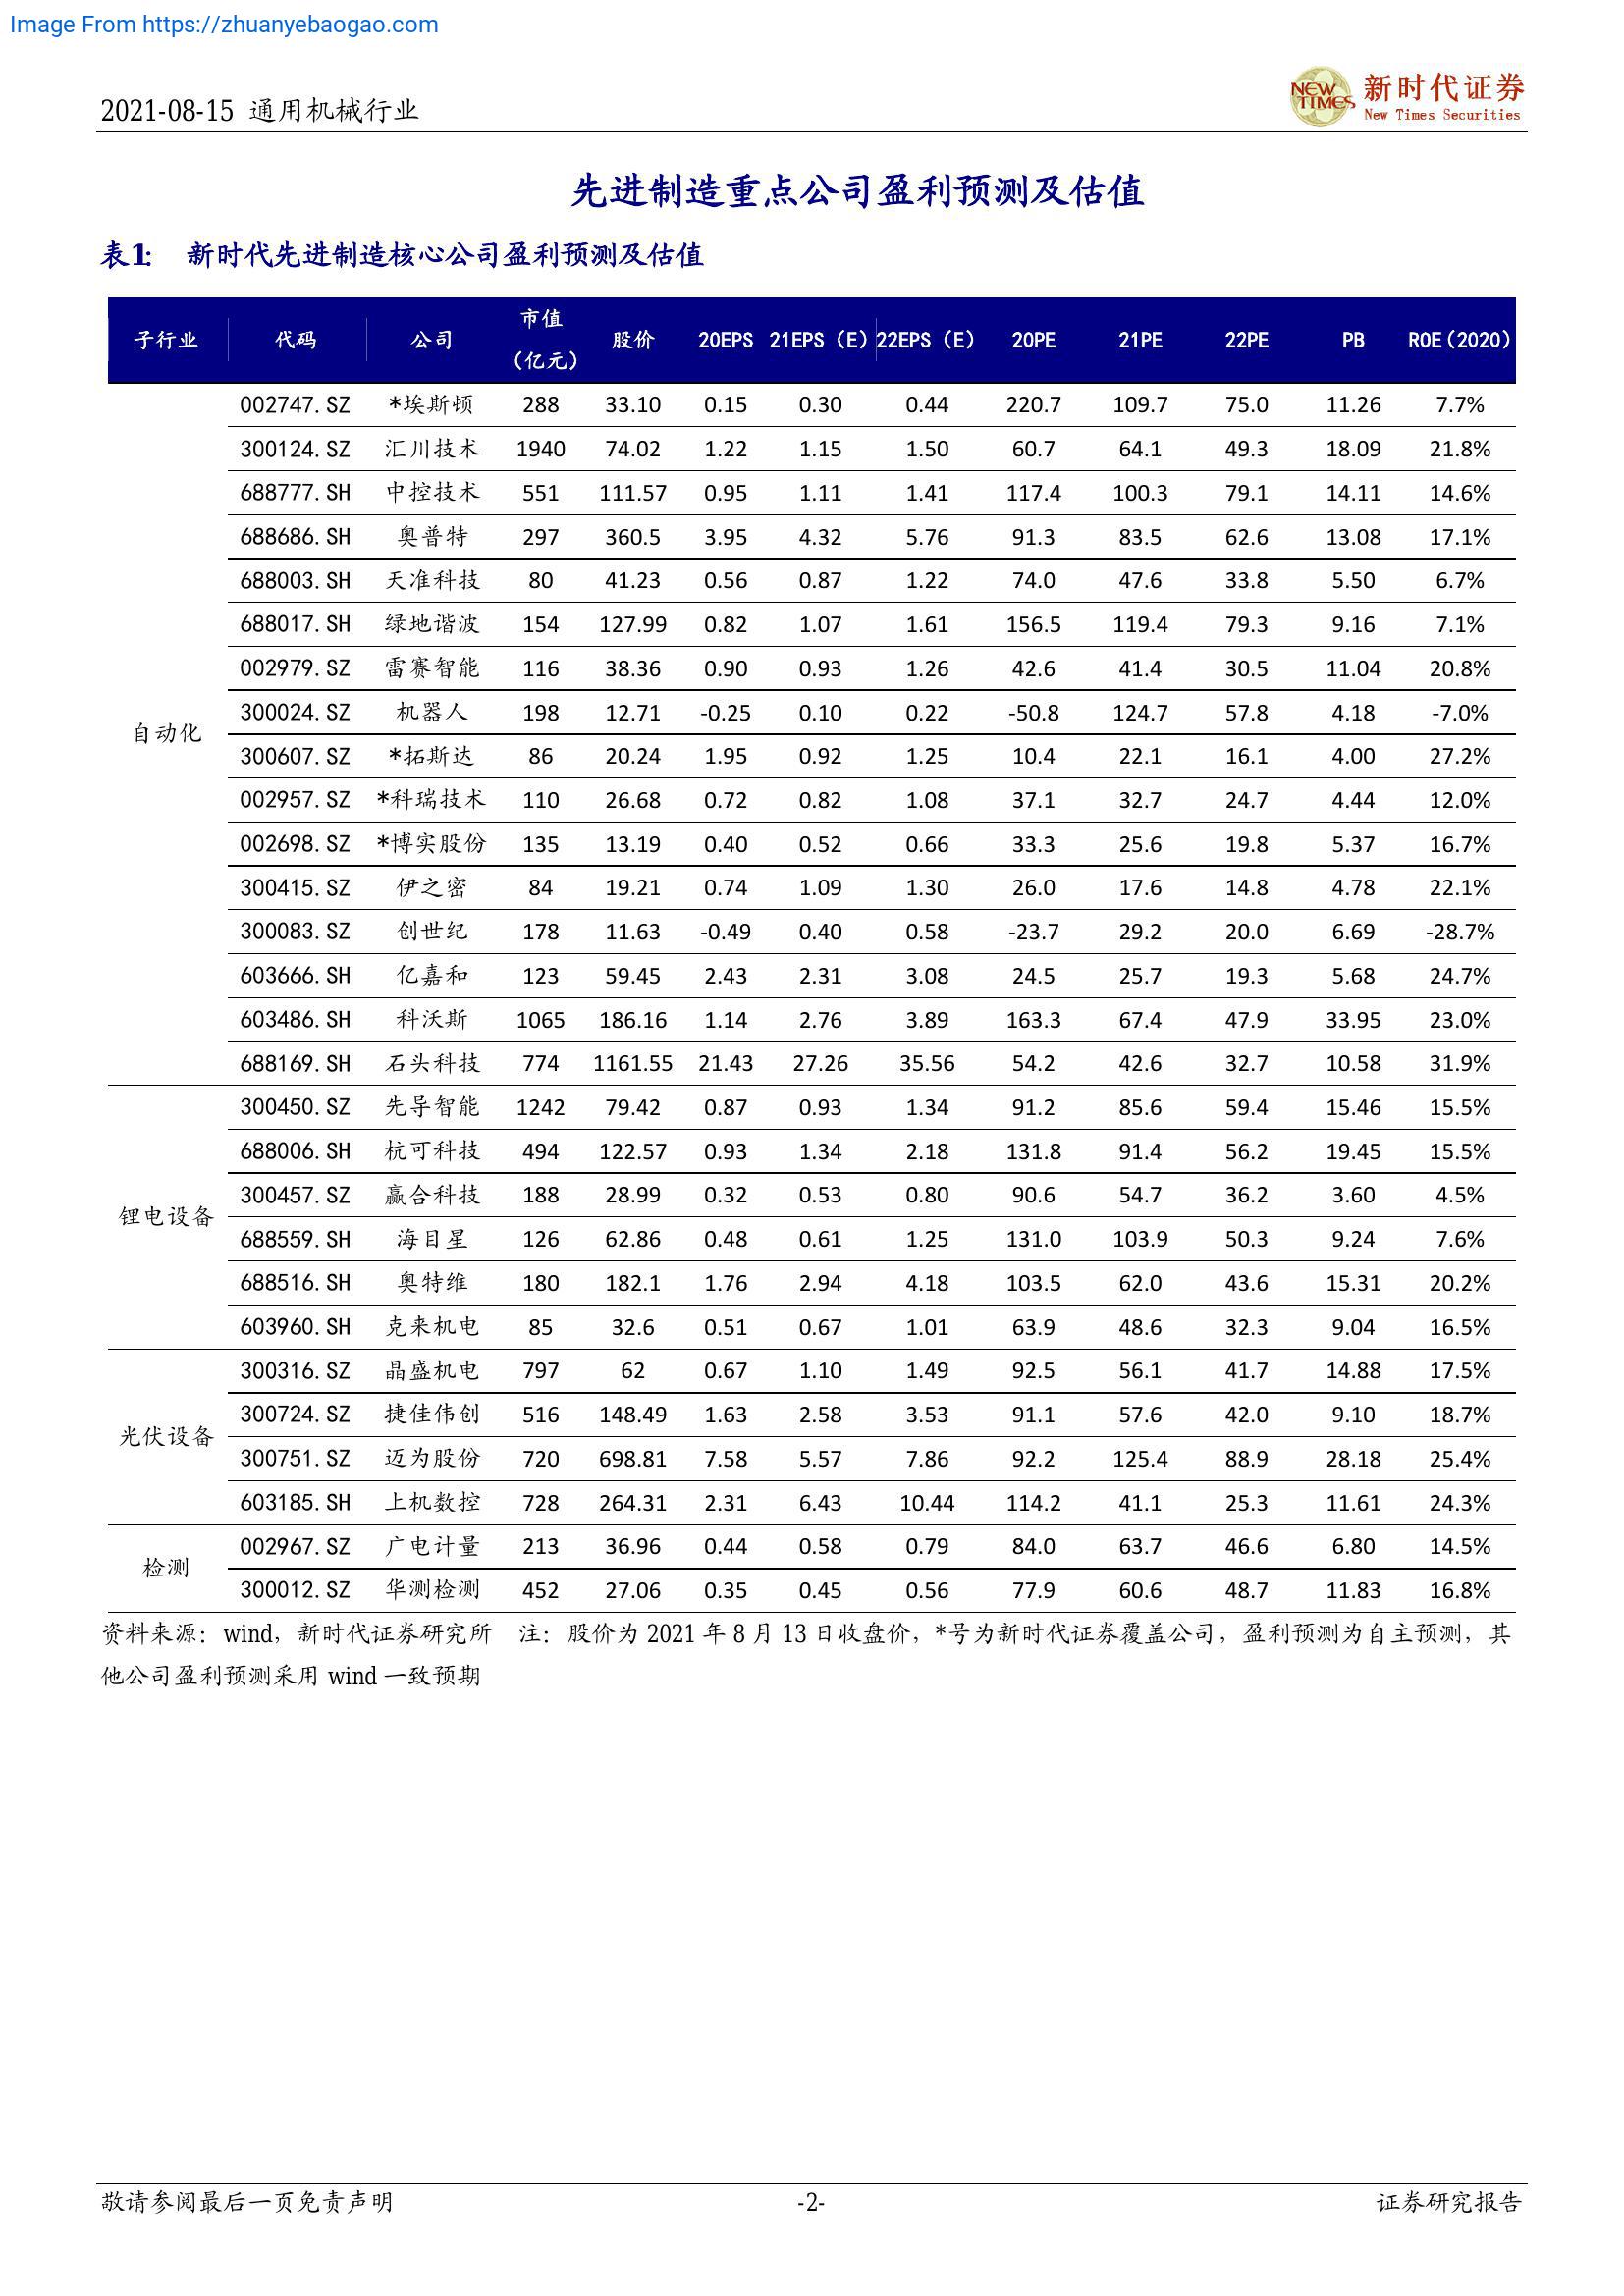 Image From https://zhuanyebaogao.com
2021-08-15 通用机械行业
NEW TIMES 新时代证券
New Times Securities
先进制造重点公司盈利预测及估值
表1: 新时代先进制造核心公司盈利预测及估值
子行业 代码 公司 市值（亿元） 股价 20EPS 21EPS（E） 22EPS（E） 20PE 21PE 22PE PB ROE（2020）
自动化
002747.SZ *埃斯顿 288 33.10 0.15 0.30 0.44 220.7 109.7 75.0 11.26 7.7%
300124.SZ 汇川技术 1940 74.02 1.22 1.15 1.50 60.7 64.1 49.3 18.09 21.8%
688777.SH 中控技术 551 111.57 0.95 1.11 1.41 117.4 100.3 79.1 14.11 14.6%
688686.SH 奥普特 297 360.5 3.95 4.32 5.76 91.3 83.5 62.6 13.08 17.1%
688003.SH 天准科技 80 41.23 0.56 0.87 1.22 74.0 47.6 33.8 5.50 6.7%
688017.SH 绿地谐波 154 127.99 0.82 1.07 1.61 156.5 119.4 79.3 9.16 7.1%
002979.SZ 雷赛智能 116 38.36 0.90 0.93 1.26 42.6 41.4 30.5 11.04 20.8%
300024.SZ 机器人 198 12.71 -0.25 0.10 0.22 -50.8 124.7 57.8 4.18 -7.0%
300607.SZ *拓斯达 86 20.24 1.95 0.92 1.25 10.4 22.1 16.1 4.00 27.2%
002957.SZ *科瑞技术 110 26.68 0.72 0.82 1.08 37.1 32.7 24.7 4.44 12.0%
002698.SZ *博实股份 135 13.19 0.40 0.52 0.66 33.3 25.6 19.8 5.37 16.7%
300415.SZ 伊之密 84 19.21 0.74 1.09 1.30 26.0 17.6 14.8 4.78 22.1%
300083.SZ 创世纪 178 11.63 -0.49 0.40 0.58 -23.7 29.2 20.0 6.69 -28.7%
603666.SH 亿嘉和 123 59.45 2.43 2.31 3.08 24.5 25.7 19.3 5.68 24.7%
603486.SH 科沃斯 1065 186.16 1.14 2.76 3.89 163.3 67.4 47.9 33.95 23.0%
688169.SH 石头科技 774 1161.55 21.43 27.26 35.56 54.2 42.6 32.7 10.58 31.9%
锂电设备
300450.SZ 先导智能 1242 79.42 0.87 0.93 1.34 91.2 85.6 59.4 15.46 15.5%
688006.SH 杭可科技 494 122.57 0.93 1.34 2.18 131.8 91.4 56.2 19.45 15.5%
300457.SZ 赢合科技 188 28.99 0.32 0.53 0.80 90.6 54.7 36.2 3.60 4.5%
688559.SH 海目星 126 62.86 0.48 0.61 1.25 131.0 103.9 50.3 9.24 7.6%
688516.SH 奥特维 180 182.1 1.76 2.94 4.18 103.5 62.0 43.6 15.31 20.2%
603960.SH 克来机电 85 32.6 0.51 0.67 1.01 63.9 48.6 32.3 9.04 16.5%
光伏设备
300316.SZ 晶盛机电 797 62 0.67 1.10 1.49 92.5 56.1 41.7 14.88 17.5%
300724.SZ 捷佳伟创 516 148.49 1.63 2.58 3.53 91.1 57.6 42.0 9.10 18.7%
300751.SZ 迈为股份 720 698.81 7.58 5.57 7.86 92.2 125.4 88.9 28.18 25.4%
603185.SH 上机数控 728 264.31 2.31 6.43 10.44 114.2 41.1 25.3 11.61 24.3%
检测
002967.SZ 广电计量 213 36.96 0.44 0.58 0.79 84.0 63.7 46.6 6.80 14.5%
300012.SZ 华测检测 452 27.06 0.35 0.45 0.56 77.9 60.6 48.7 11.83 16.8%
资料来源：wind，新时代证券研究所 注：股价为 2021 年 8 月 13 日收盘价，*号为新时代证券覆盖公司，盈利预测为自主预测，其
他公司盈利预测采用 wind 一致预期
敬请参阅最后一页免责声明 -2- 证券研究报告